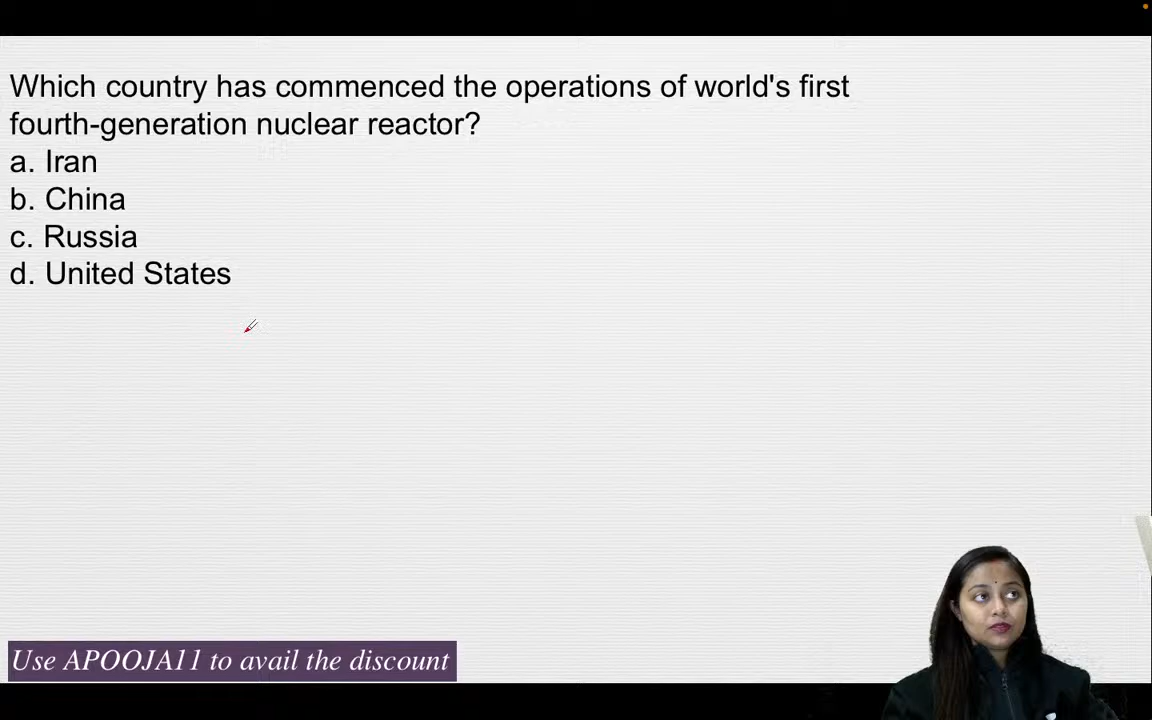 Which country has commenced the operations of world's first
fourth-generation nuclear reactor?
a. Iran
b. China
c. Russia
d. United States
Use APOOJA11 to avail the discount